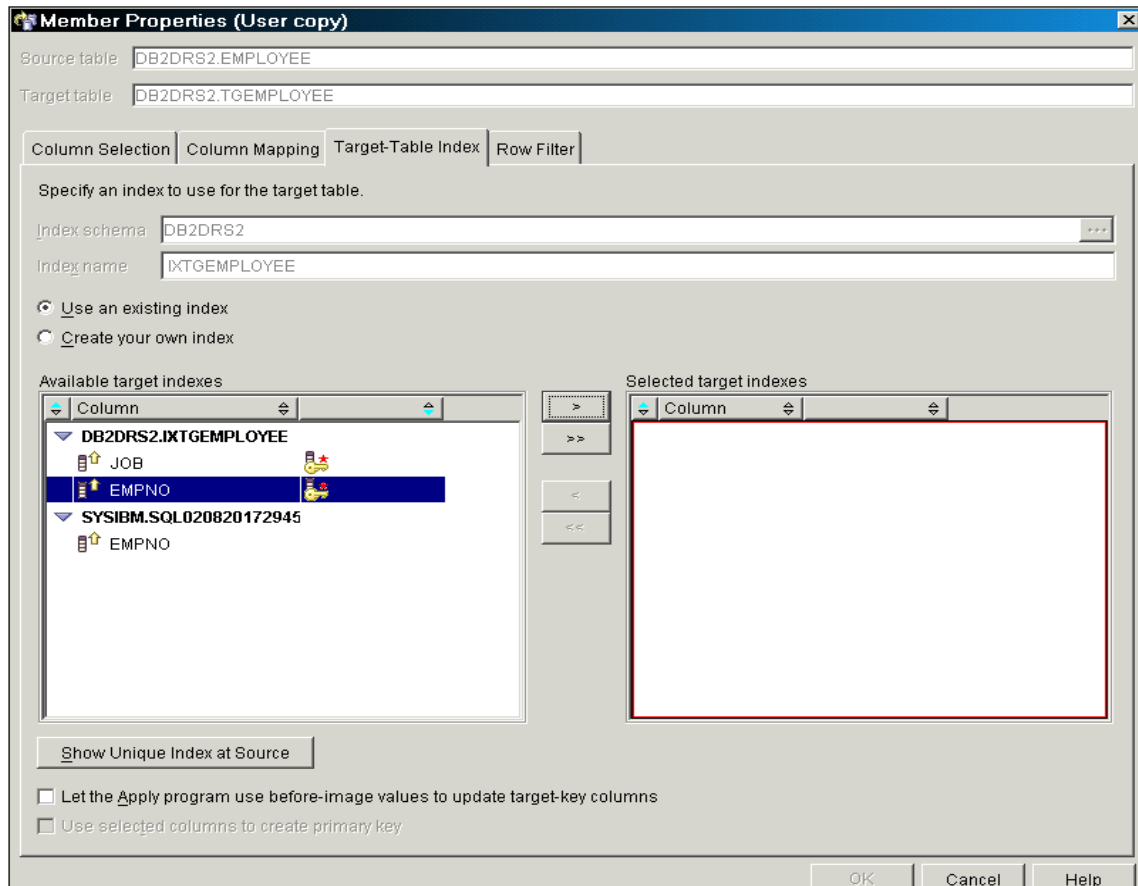 Member Properties (User copy)
Source table DB2DRS2.EMPLOYEE
Target table DB2DRS2.TGEMPLOYEE
Column Selection Column Mapping Target-Table Index Row Filter
Specify an index to use for the target table.
Index schema DB2DRS2 ...
Index name IXTGEMPLOYEE
Use an existing index
Create your own index
Available target indexes
Column
DB2DRS2.IXTGEMPLOYEE
JOB
EMPNO
SYSIBM.SQL020820172945
EMPNO
>
>>
<
<<
Selected target indexes
Column
Show Unique Index at Source
Let the Apply program use before-image values to update target-key columns
Use selected columns to create primary key
OK Cancel Help